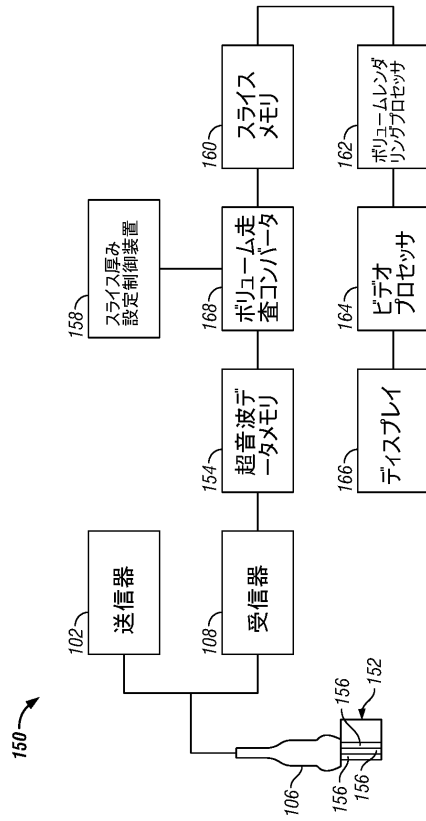 150
102
送信器
108
受信器
106
156
156
156
152
154
超音波デ
ータメモリ
158
スライス厚み
設定制御装置
168
ボリューム走
査コンバータ
160
スライス
メモリ
162
ボリュームレンダ
リングプロセッサ
164
ビデオ
プロセッサ
166
ディスプレイ